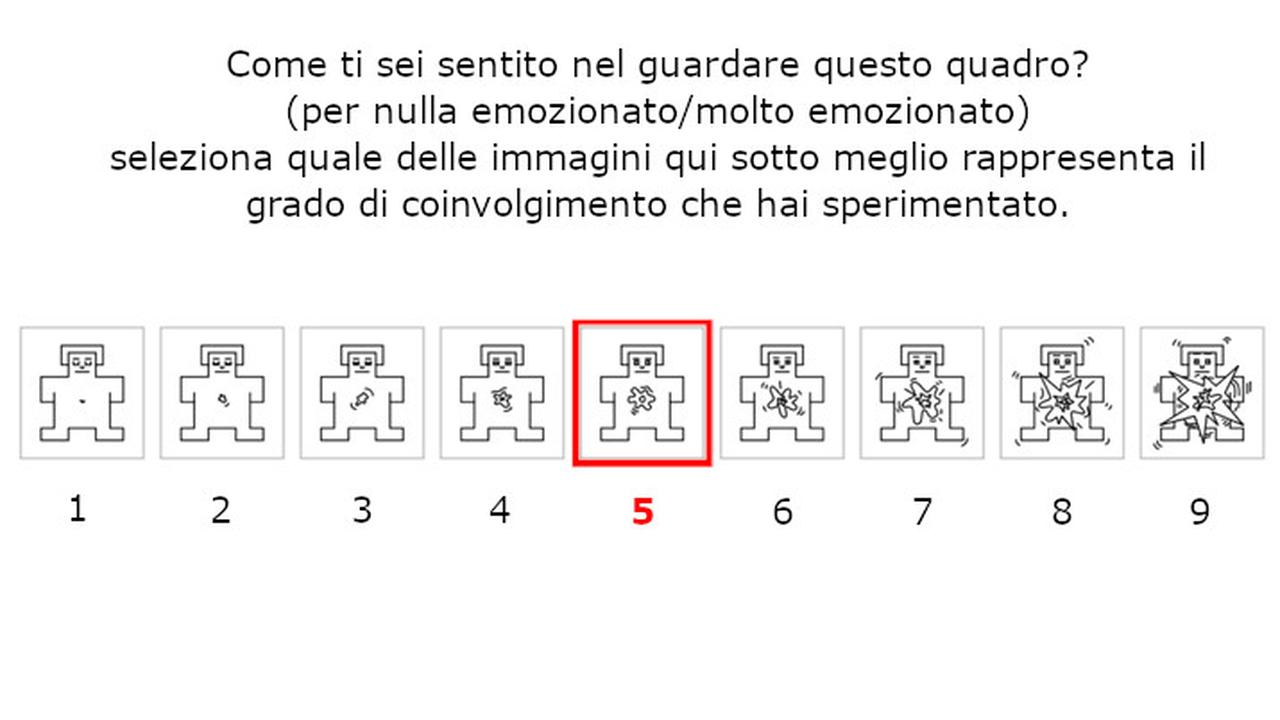 Come ti sei sentito nel guardare questo quadro?
(per nulla emozionato/molto emozionato)
seleziona quale delle immagini qui sotto meglio rappresenta il
grado di coinvolgimento che hai sperimentato.
1 2 3 4 5 6 7 8 9